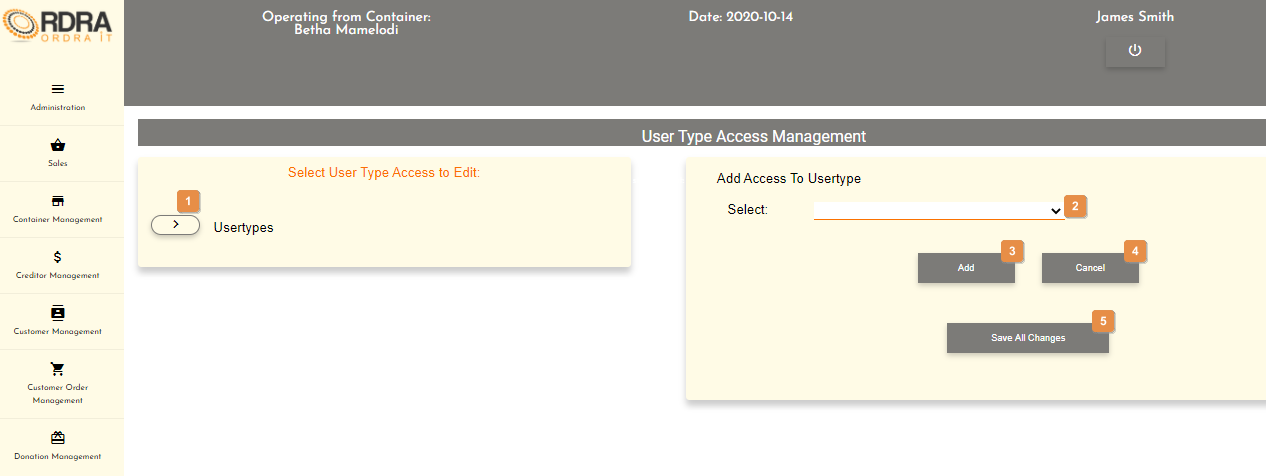 ORDRA
ORDRA IT
Operating from Container:
Betha Mamelodi
Date: 2020-10-14
James Smith
Administration
Sales
Container Management
Creditor Management
Customer Management
Customer Order
Management
Donation Management
User Type Access Management
Select User Type Access to Edit:
1
Usertypes
Add Access To Usertype
Select:
2
3
Add
4
Cancel
5
Save All Changes